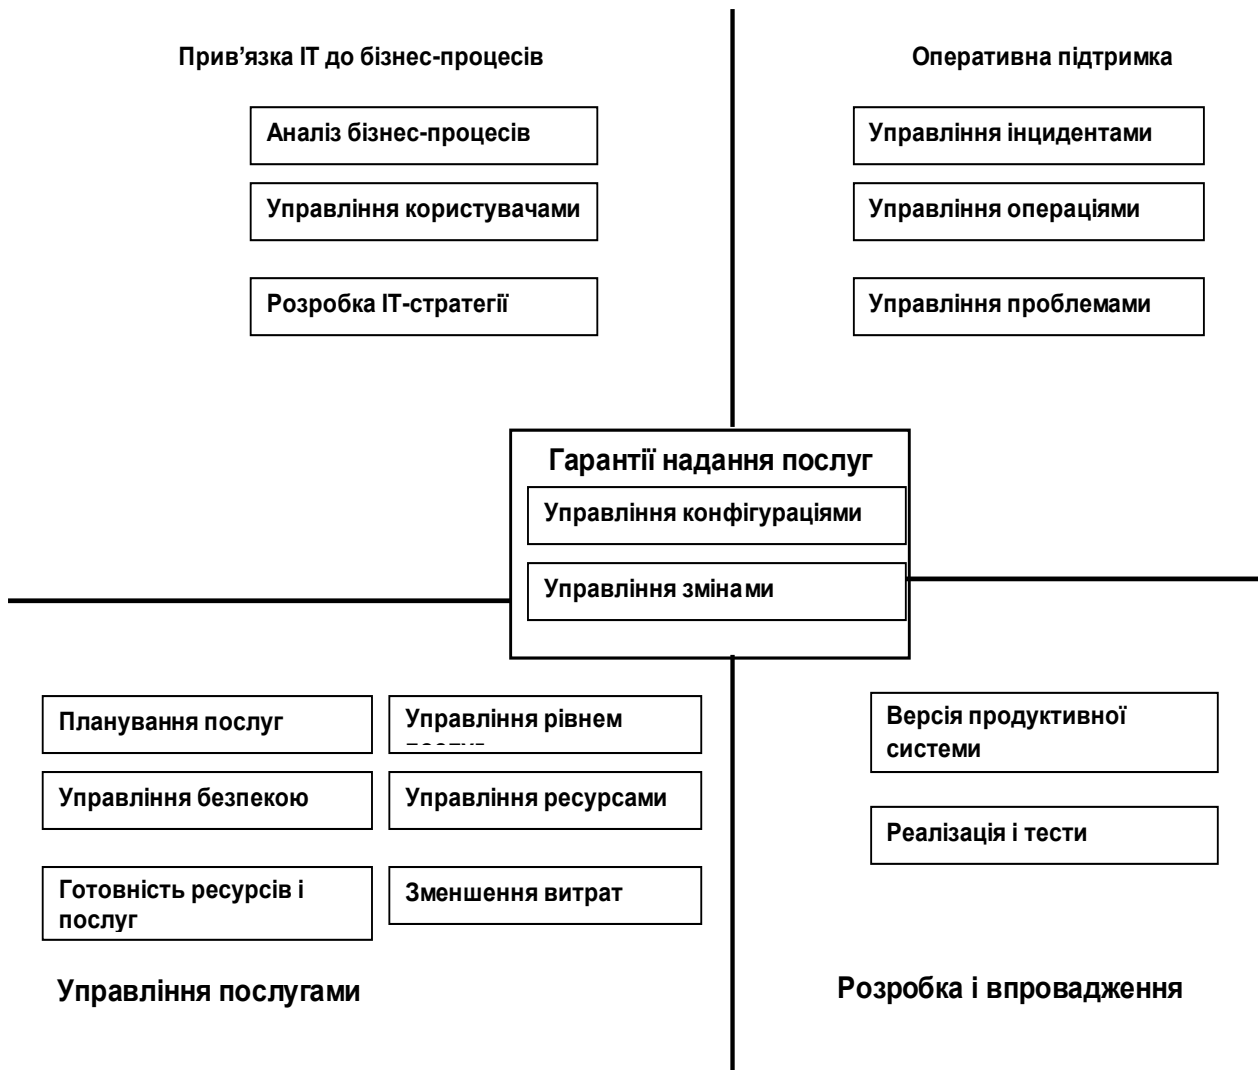 Прив’язка ІТ до бізнес-процесів
Аналіз бізнес-процесів
Управління користувачами
Розробка ІТ-стратегії
Оперативна підтримка
Управління інцидентами
Управління операціями
Управління проблемами
Гарантії надання послуг
Управління конфігураціями
Управління змінами
Планування послуг
Управління безпекою
Готовність ресурсів і
послуг
Управління рівнем
Управління ресурсами
Зменшення витрат
Управління послугами
Версія продуктивної
системи
Реалізація і тести
Розробка і впровадження